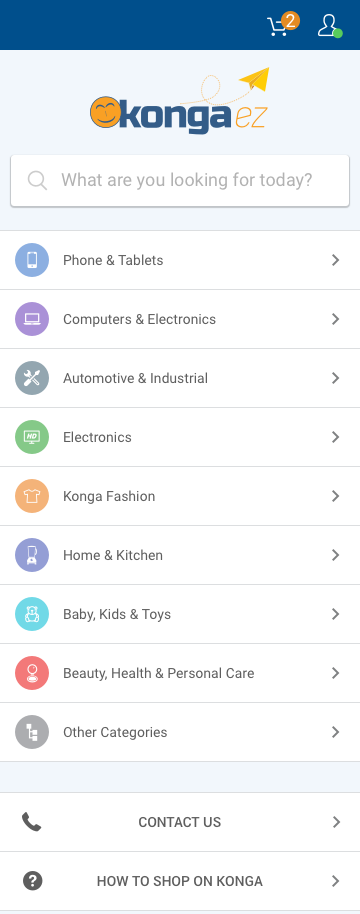 2
konga ez
What are you looking for today?
Phone & Tablets
Computers & Electronics
Automotive & Industrial
HD
Electronics
Konga Fashion
Home & Kitchen
Baby, Kids & Toys
Beauty, Health & Personal Care
Other Categories
CONTACT US
?
HOW TO SHOP ON KONGA